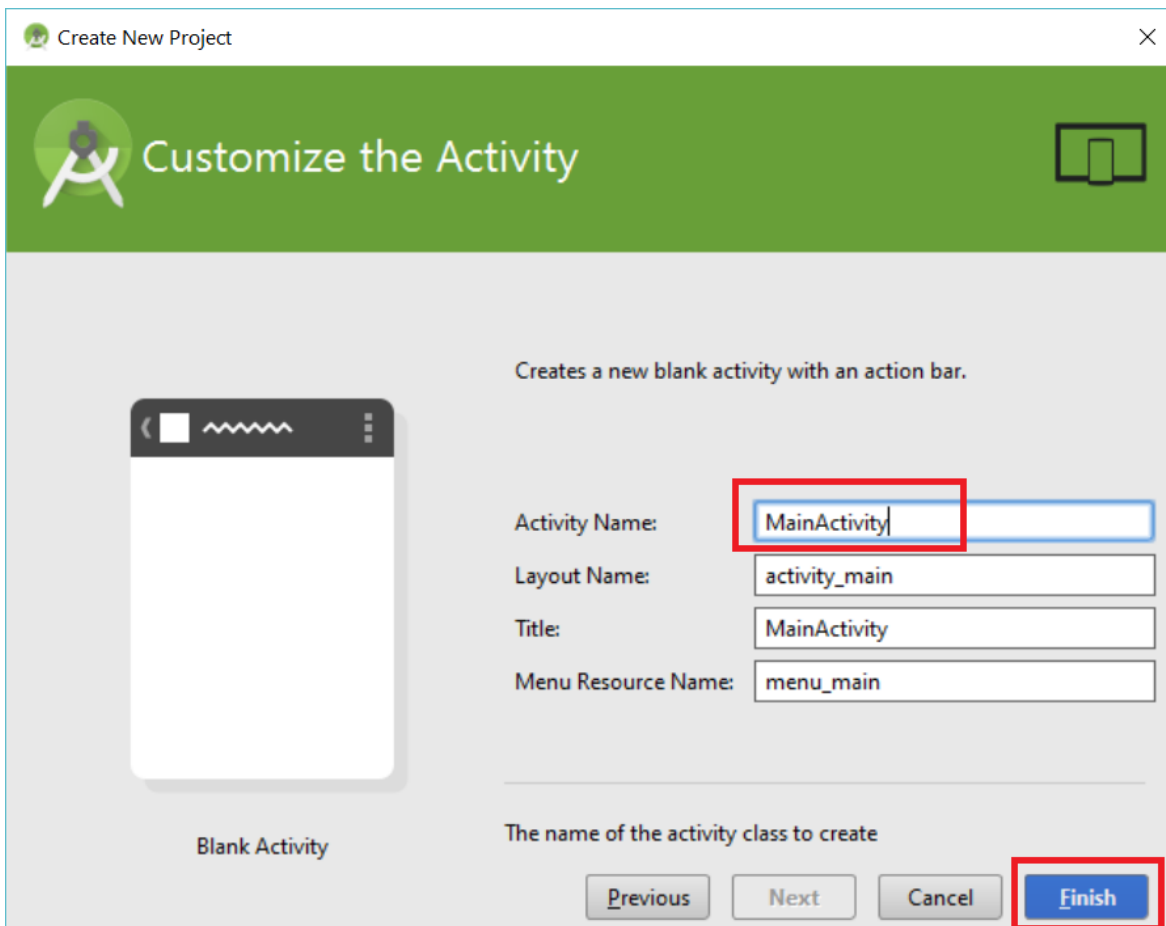 Create New Project
Customize the Activity
Creates a new blank activity with an action bar.
Activity Name: MainActivity
Layout Name: activity_main
Title: MainActivity
Menu Resource Name: menu_main
Blank Activity
The name of the activity class to create
Previous Next Cancel Finish